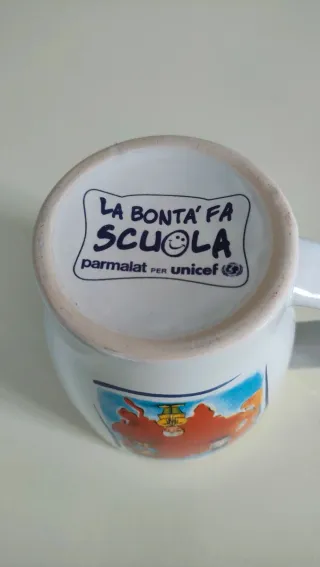 LA BONTA' FA
SCUOLA
parmalat PER unicef